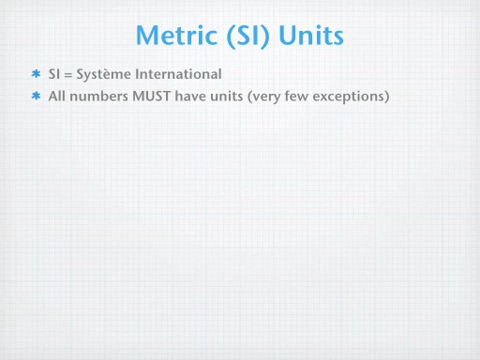 Metric (SI) Units
✱ SI = Système International
✱ All numbers MUST have units (very few exceptions)